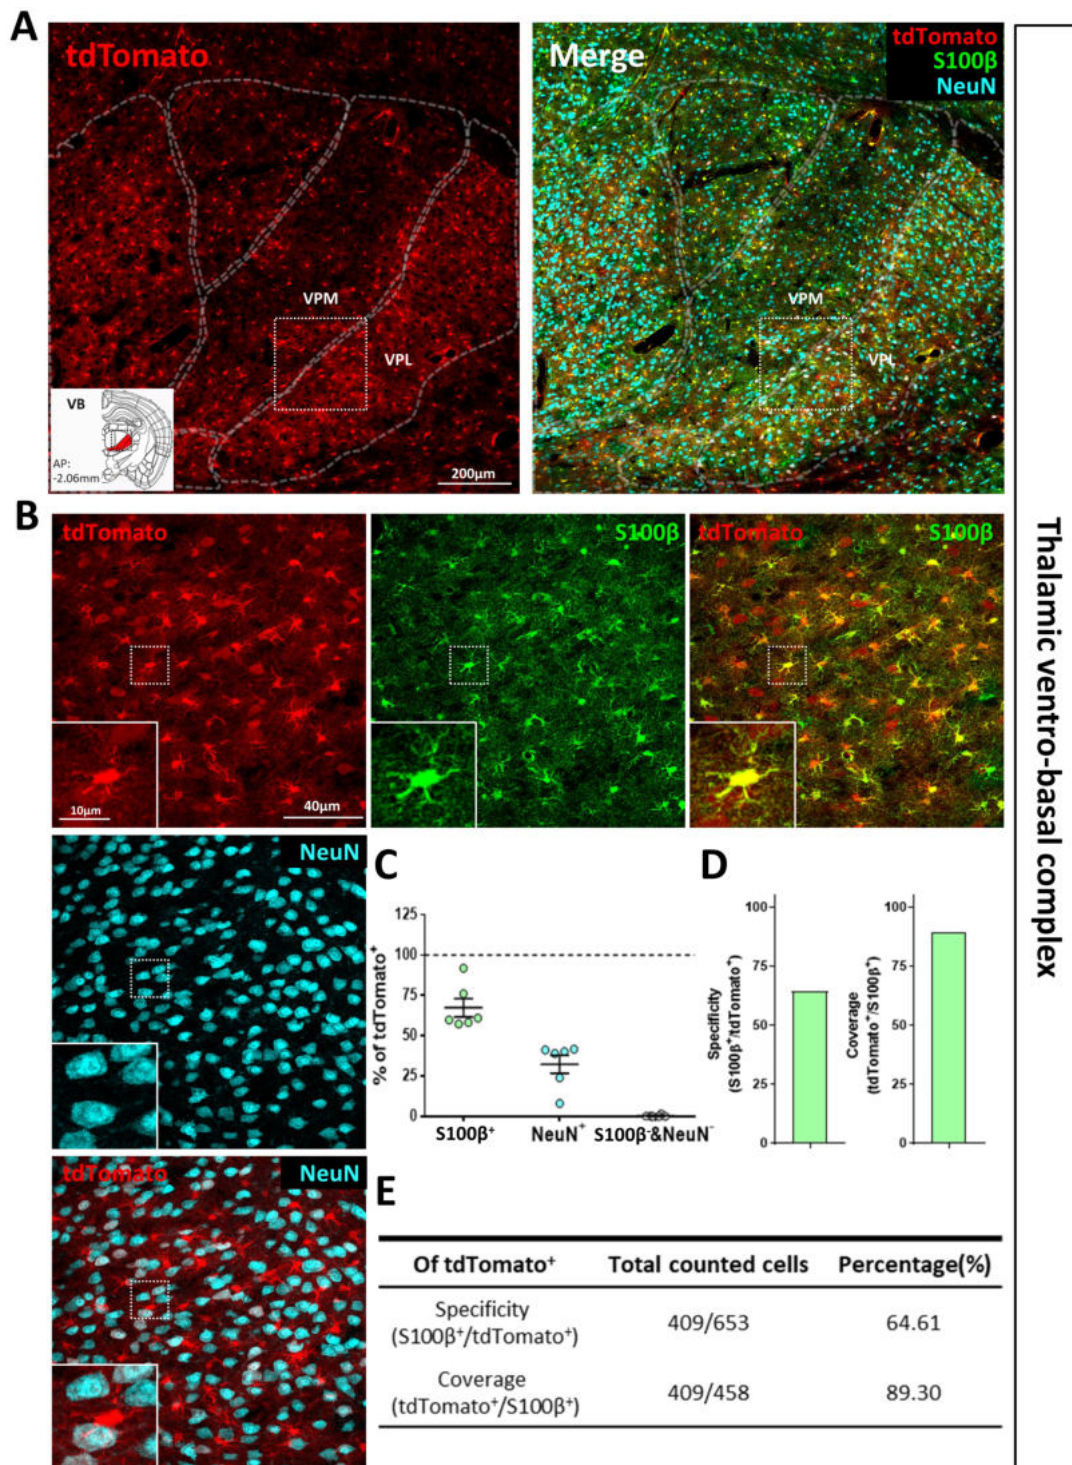 A
tdTomato
Merge
tdTomato
S100β
NeuN
VPM
VPL
VPM
VPL
VB
AP:
-2.06mm
200μm
B
tdTomato
S100β
tdTomato S100β
10μm
40μm
NeuN
tdTomato NeuN
C
% of tdTomato⁺
125
100
75
50
25
0
S100β⁺ NeuN⁺ S100β⁻&NeuN⁻
D
Specificity
(S100β⁺/tdTomato⁺)
100
75
50
25
0
Coverage
(tdTomato⁺/S100β⁺)
100
75
50
25
0
E
Of tdTomato⁺ Total counted cells Percentage(%)
Specificity
(S100β⁺/tdTomato⁺) 409/653 64.61
Coverage
(tdTomato⁺/S100β⁺) 409/458 89.30
Thalamic ventro-basal complex